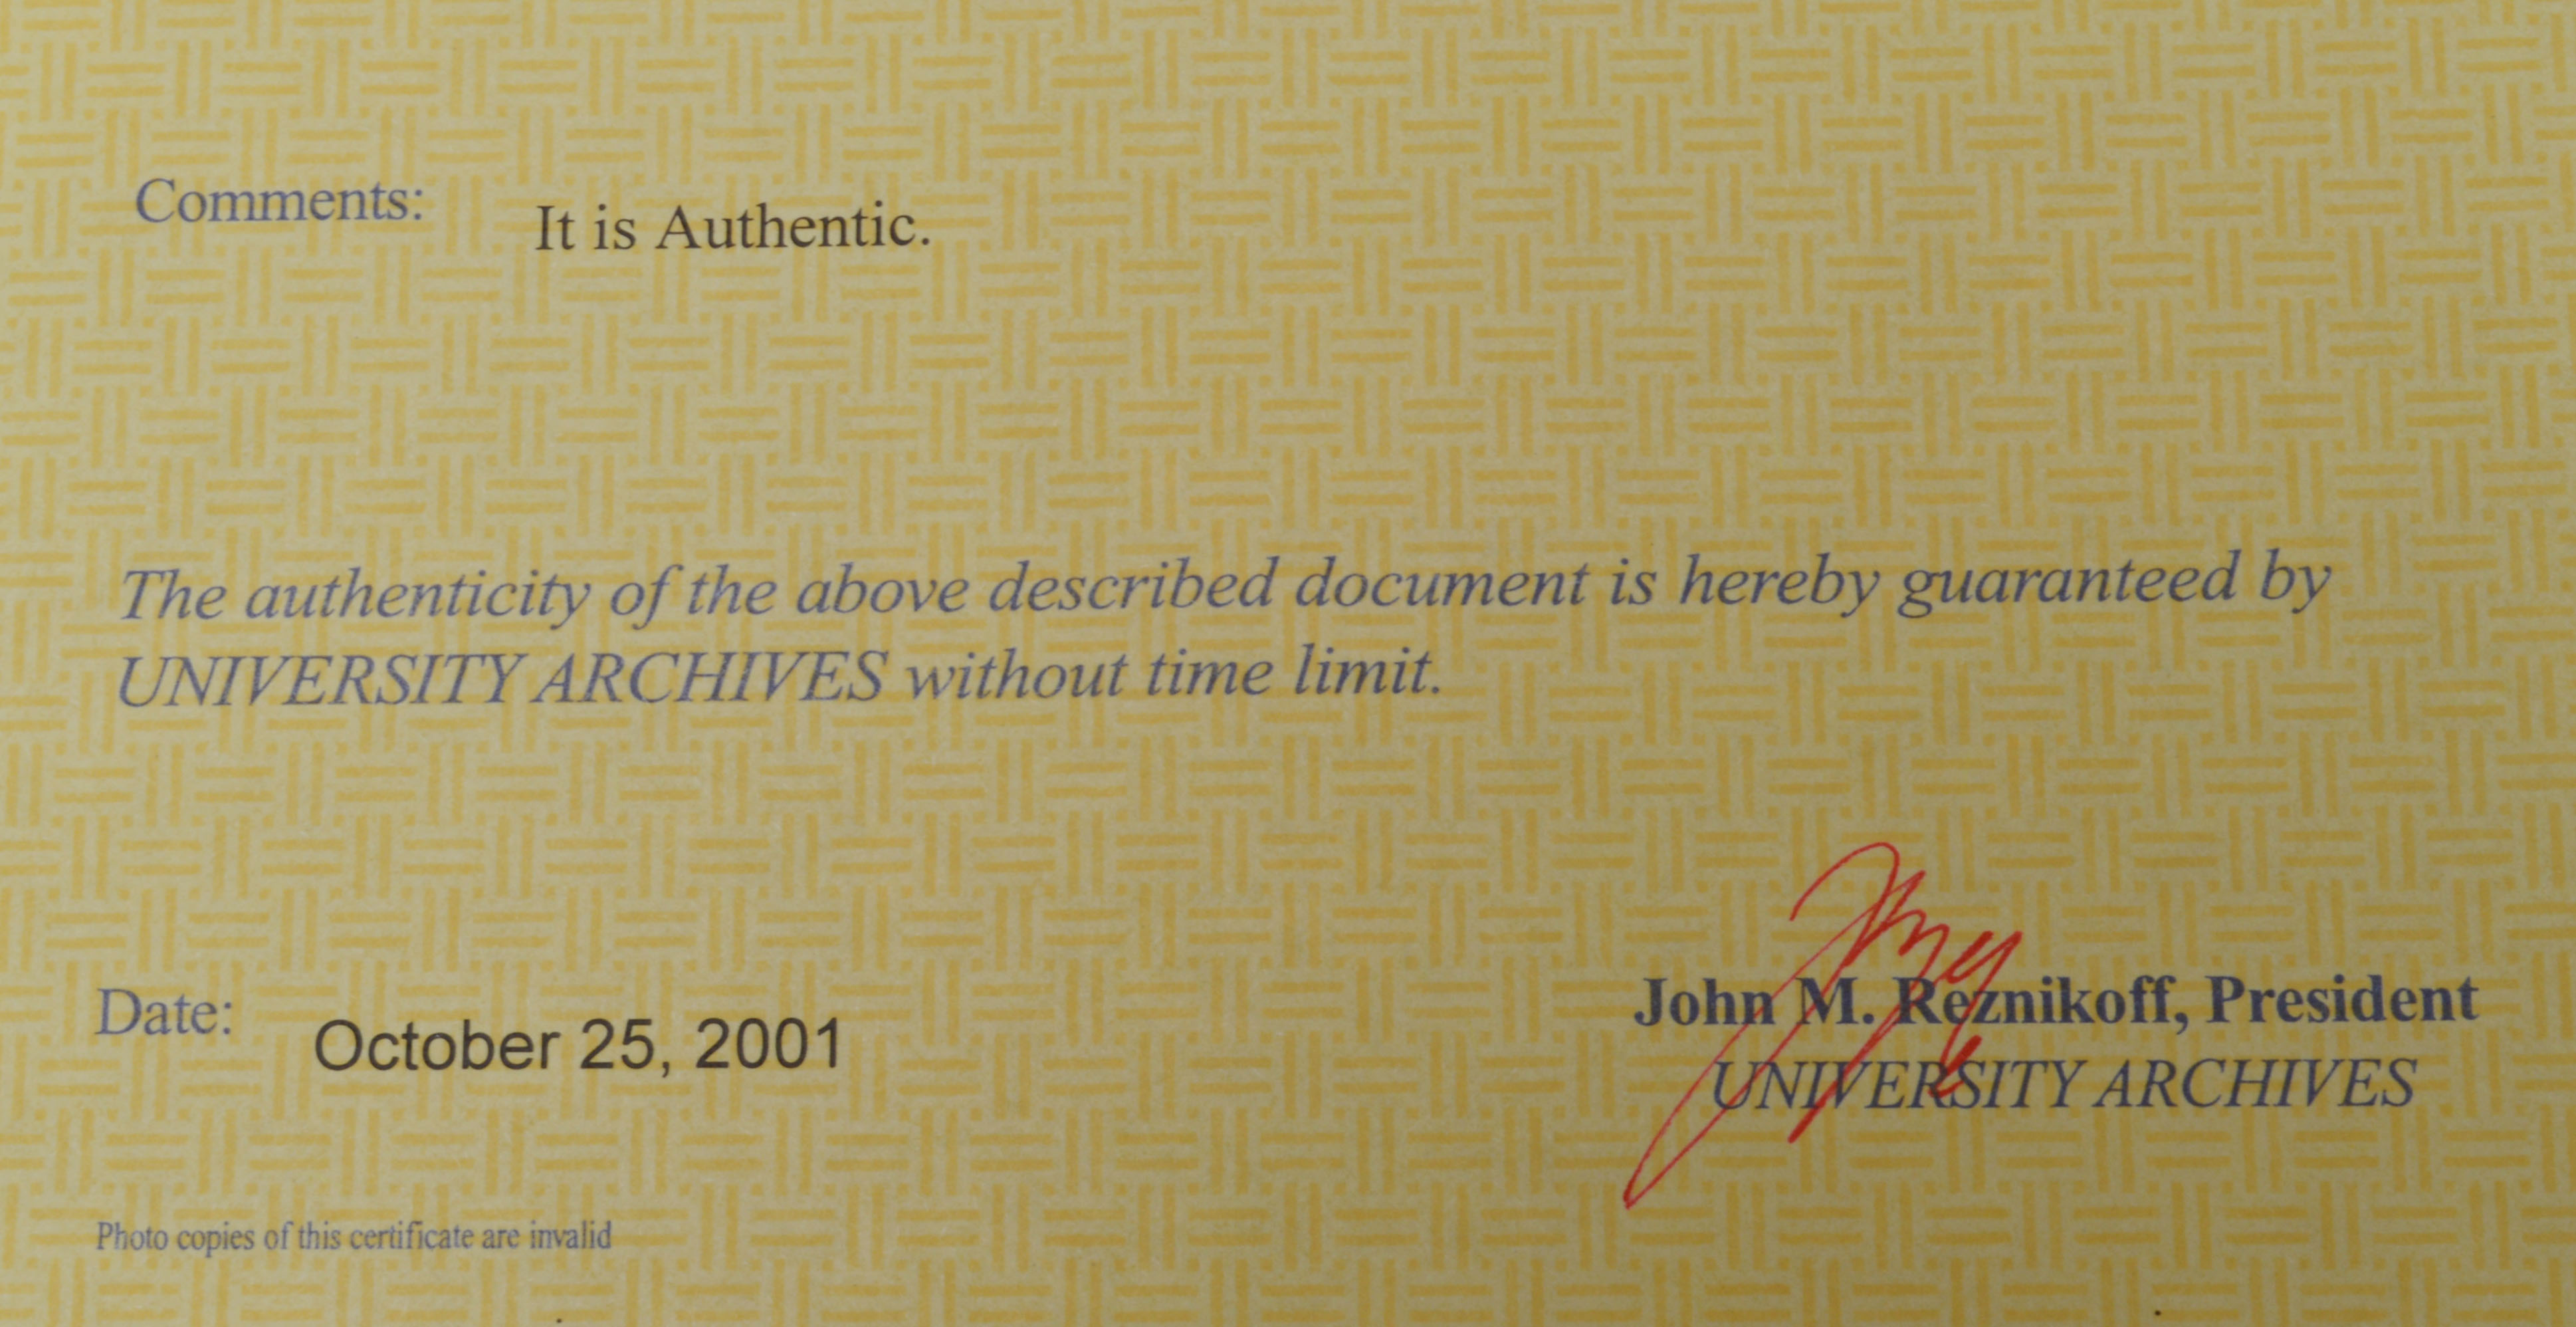 Comments:
It is Authentic.
The authenticity of the above described document is hereby guaranteed by
UNIVERSITY ARCHIVES without time limit.
Date:
October 25, 2001
John M. Reznikoff, President
UNIVERSITY ARCHIVES
Photo copies of this certificate are invalid